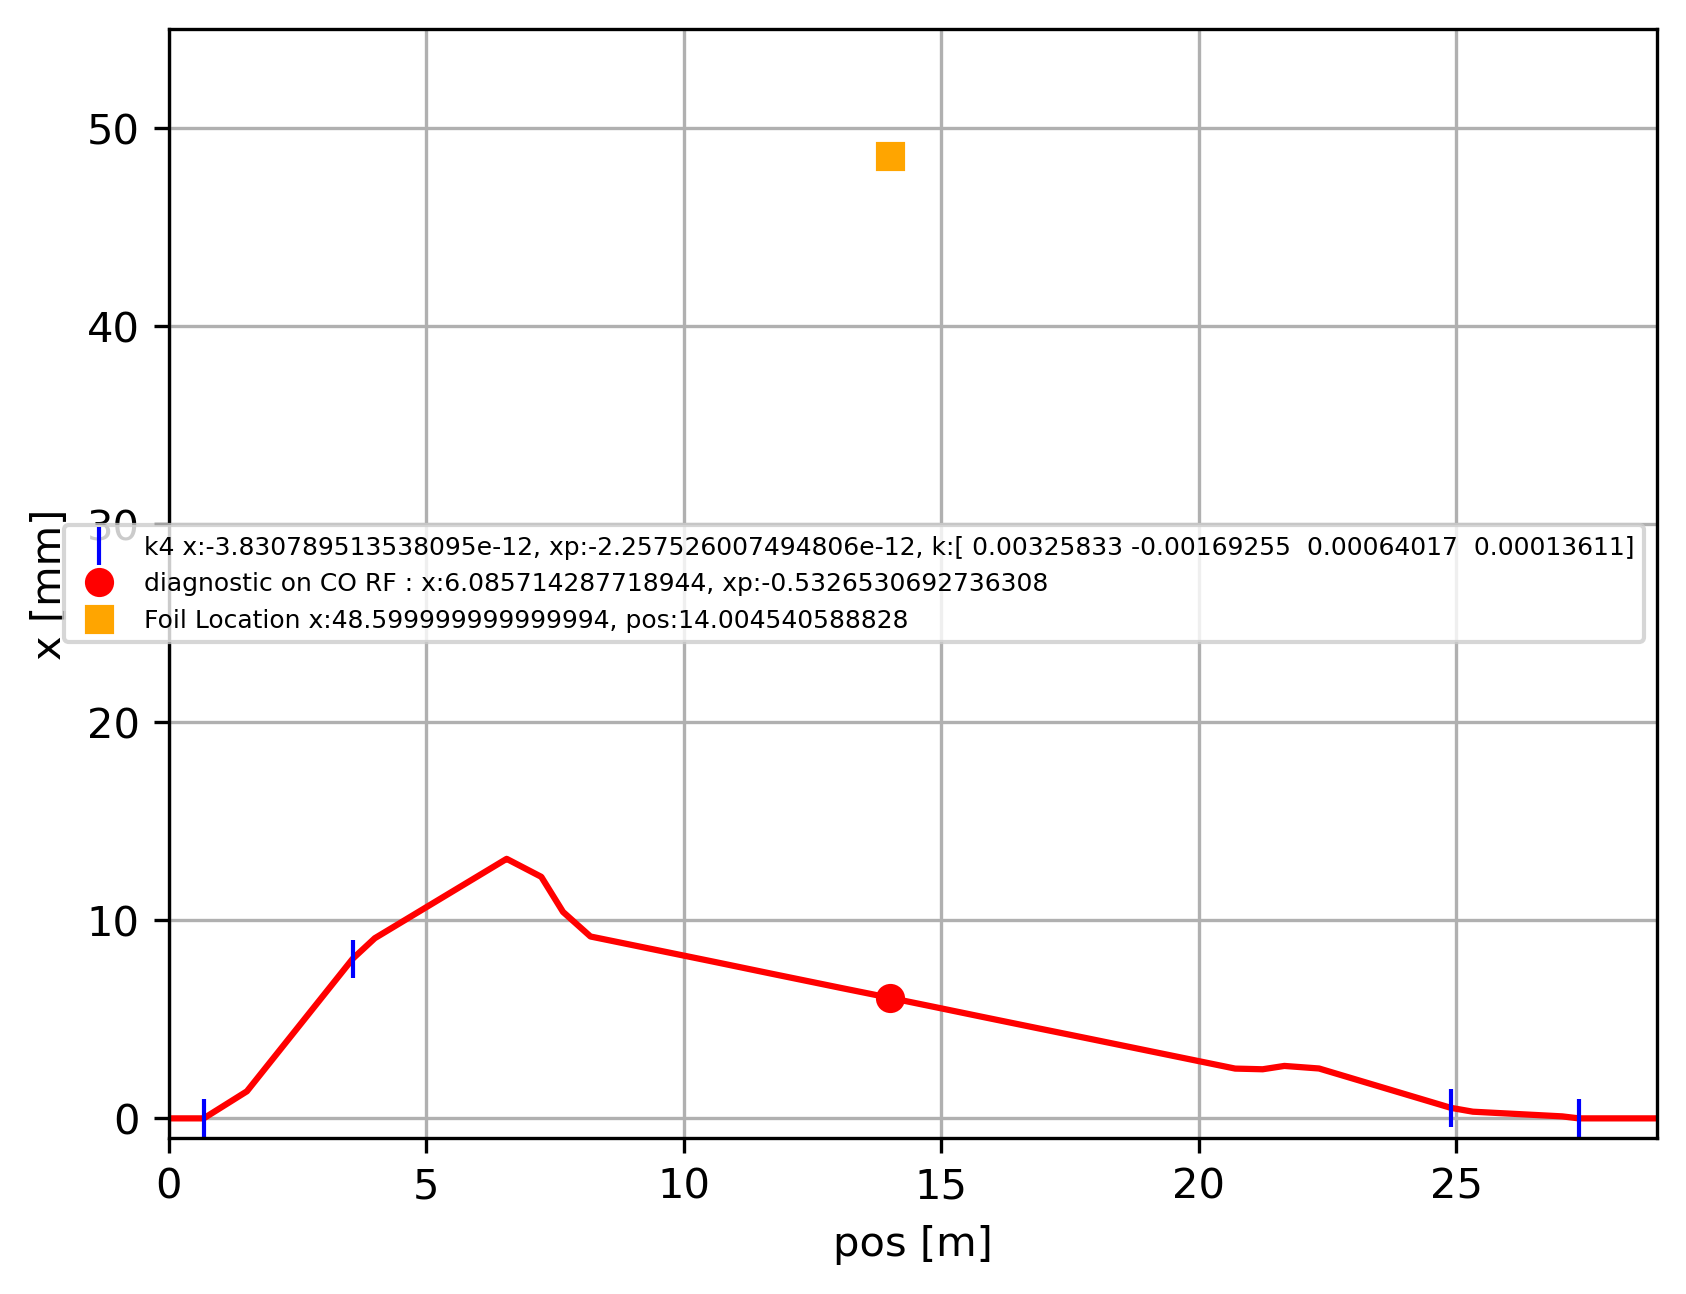 50
40
30
20
10
0
x [mm]
k4 x:-3.830789513538095e-12, xp:-2.257526007494806e-12, k:[ 0.00325833 -0.00169255  0.00064017  0.00013611]
diagnostic on CO RF : x:6.085714287718944, xp:-0.5326530692736308
Foil Location x:48.599999999999994, pos:14.004540588828
0 5 10 15 20 25
pos [m]